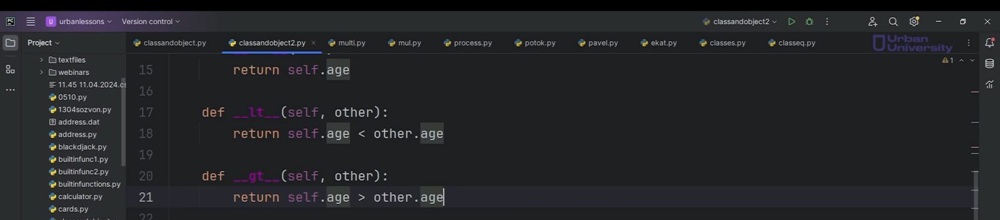 PC U urbanlessons Version control classandobject2
Project classandobject.py classandobject2.py × multi.py mul.py process.py potok.py pavel.py ekat.py classes.py classeq.py Urban University
textfiles
webinars
11.45 11.04.2024.cs
0510.py
1304sozvon.py
address.dat
address.py
blackdjack.py
builtinfunc1.py
builtinfunc2.py
builtinfunctions.py
calculator.py
cards.py
1
15 return self.age
16
17 def __lt__(self, other):
18 return self.age < other.age
19
20 def __gt__(self, other):
21 return self.age > other.age
22